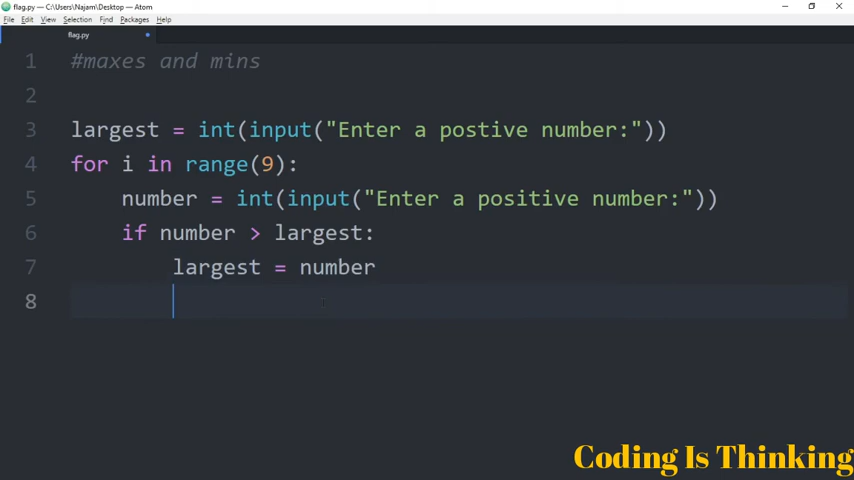 flag.py — C:\Users\Najam\Desktop — Atom
File Edit View Selection Find Packages Help
flag.py
1 #maxes and mins
2
3 largest = int(input("Enter a postive number:"))
4 for i in range(9):
5 number = int(input("Enter a positive number:"))
6 if number > largest:
7 largest = number
8
Coding Is Thinking